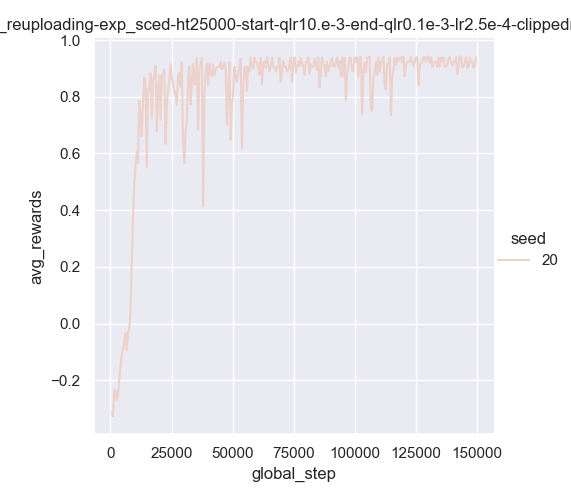 _reuploading-exp_sced-ht25000-start-qlr10.e-3-end-qlr0.1e-3-lr2.5e-4-clipped
1.0
0.8
0.6
0.4
0.2
0.0
−0.2
avg_rewards
0 25000 50000 75000 100000 125000 150000
global_step
seed
20